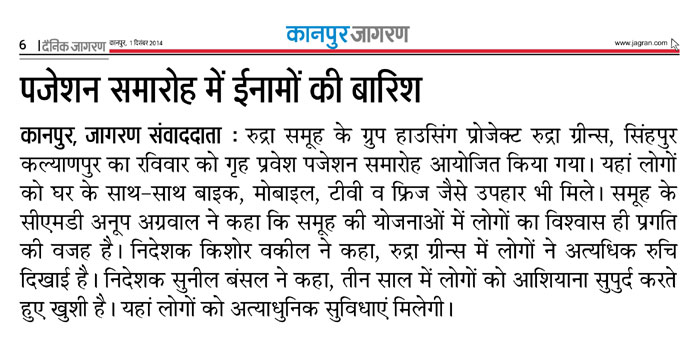 कानपुर जागरण
6 दैनिक जागरण कानपुर, 1 दिसंबर 2014 www.jagran.com
पजेशन समारोह में ईनामों की बारिश
कानपुर, जागरण संवाददाता : रुद्रा समूह के ग्रुप हाउसिंग प्रोजेक्ट रुद्रा ग्रीन्स, सिंहपुर
कल्याणपुर का रविवार को गृह प्रवेश पजेशन समारोह आयोजित किया गया। यहां लोगों
को घर के साथ-साथ बाइक, मोबाइल, टीवी व फ्रिज जैसे उपहार भी मिले। समूह के
सीएमडी अनूप अग्रवाल ने कहा कि समूह की योजनाओं में लोगों का विश्वास ही प्रगति
की वजह है। निदेशक किशोर वकील ने कहा, रुद्रा ग्रीन्स में लोगों ने अत्यधिक रुचि
दिखाई है। निदेशक सुनील बंसल ने कहा, तीन साल में लोगों को आशियाना सुपुर्द करते
हुए खुशी है। यहां लोगों को अत्याधुनिक सुविधाएं मिलेगी।